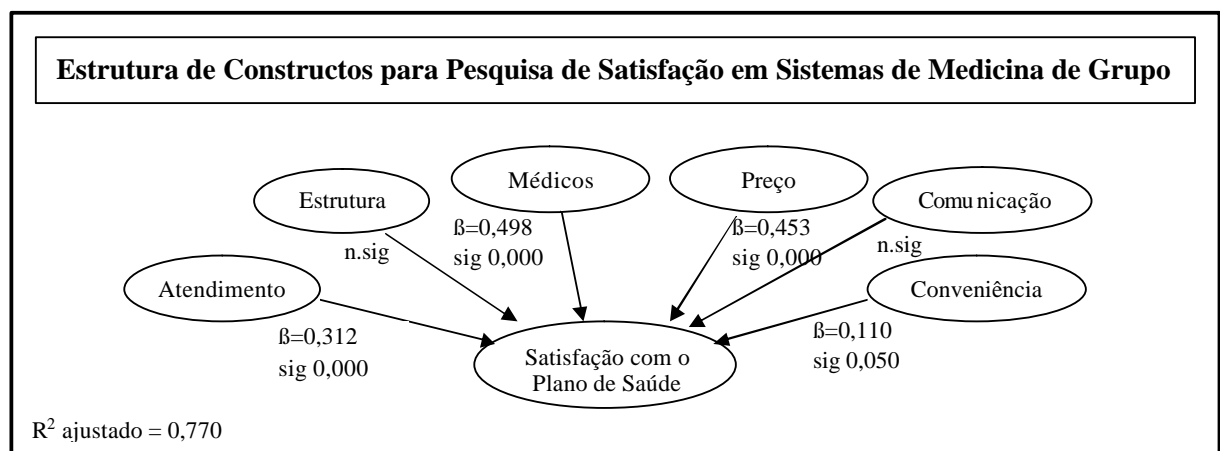 Estrutura de Constructos para Pesquisa de Satisfação em Sistemas de Medicina de Grupo
Médicos
Preço
Estrutura
Comunicação
ß=0,498
sig 0,000
ß=0,453
sig 0,000
n.sig
n.sig
Atendimento
Conveniência
ß=0,312
sig 0,000
ß=0,110
sig 0,050
Satisfação com o
Plano de Saúde
R² ajustado = 0,770